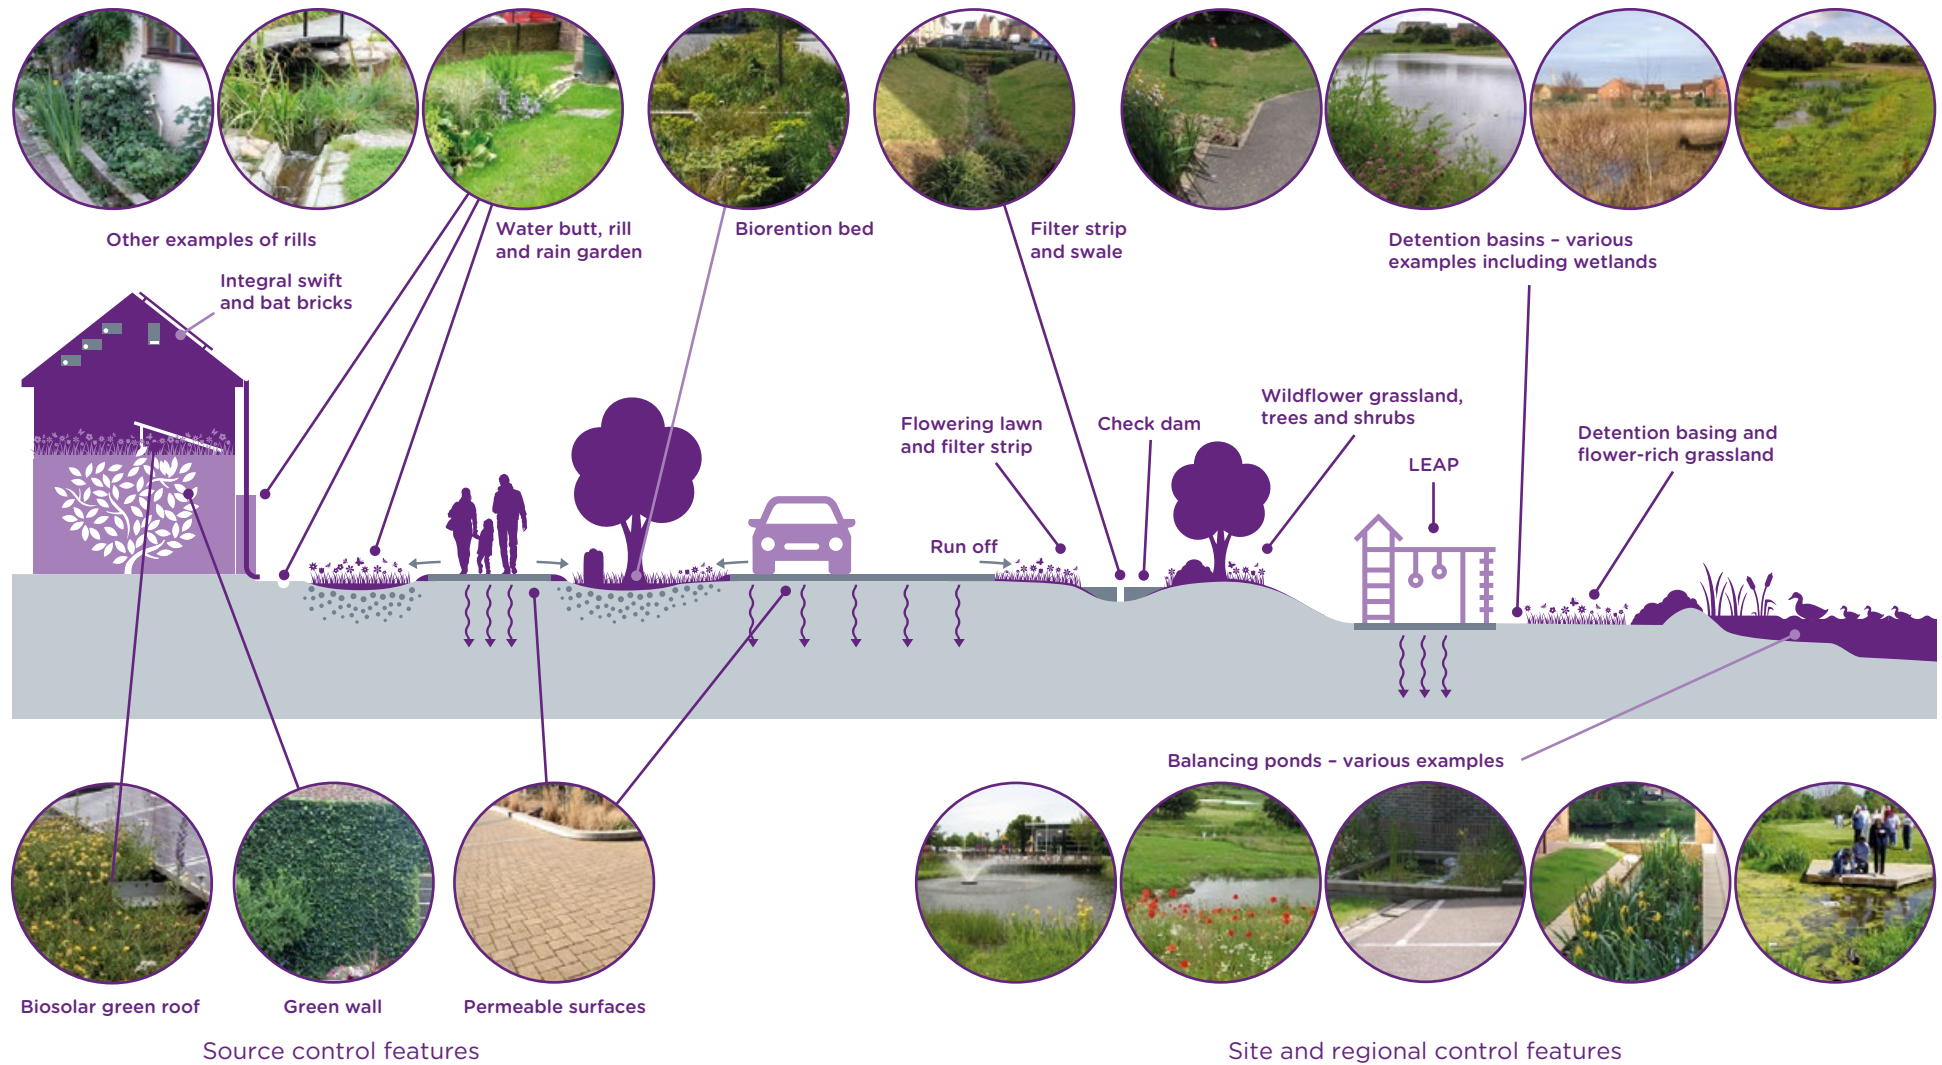 Other examples of rills
Water butt, rill
and rain garden
Biorention bed
Filter strip
and swale
Detention basins – various
examples including wetlands
Integral swift
and bat bricks
Flowering lawn
and filter strip
Check dam
Wildflower grassland,
trees and shrubs
LEAP
Detention basing and
flower-rich grassland
Run off
Balancing ponds – various examples
Biosolar green roof
Green wall
Permeable surfaces
Source control features
Site and regional control features